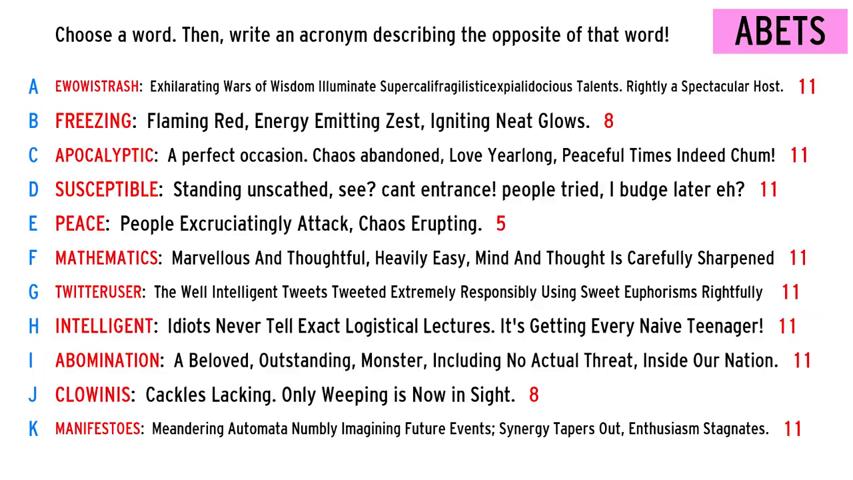 Choose a word. Then, write an acronym describing the opposite of that word!
ABETS
A EWOWISTRASH: Exhilarating Wars of Wisdom Illuminate Supercalifragilisticexpialidocious Talents. Rightly a Spectacular Host. 11
B FREEZING: Flaming Red, Energy Emitting Zest, Igniting Neat Glows. 8
C APOCALYPTIC: A perfect occasion. Chaos abandoned, Love Yearlong, Peaceful Times Indeed Chum! 11
D SUSCEPTIBLE: Standing unscathed, see? cant entrance! people tried, I budge later eh? 11
E PEACE: People Excruciatingly Attack, Chaos Erupting. 5
F MATHEMATICS: Marvellous And Thoughtful, Heavily Easy, Mind And Thought Is Carefully Sharpened 11
G TWITTERUSER: The Well Intelligent Tweets Tweeted Extremely Responsibly Using Sweet Euphorisms Rightfully 11
H INTELLIGENT: Idiots Never Tell Exact Logistical Lectures. It's Getting Every Naive Teenager! 11
I ABOMINATION: A Beloved, Outstanding, Monster, Including No Actual Threat, Inside Our Nation. 11
J CLOWINIS: Cackles Lacking. Only Weeping is Now in Sight. 8
K MANIFESTOES: Meandering Automata Numbly Imagining Future Events; Synergy Tapers Out, Enthusiasm Stagnates. 11